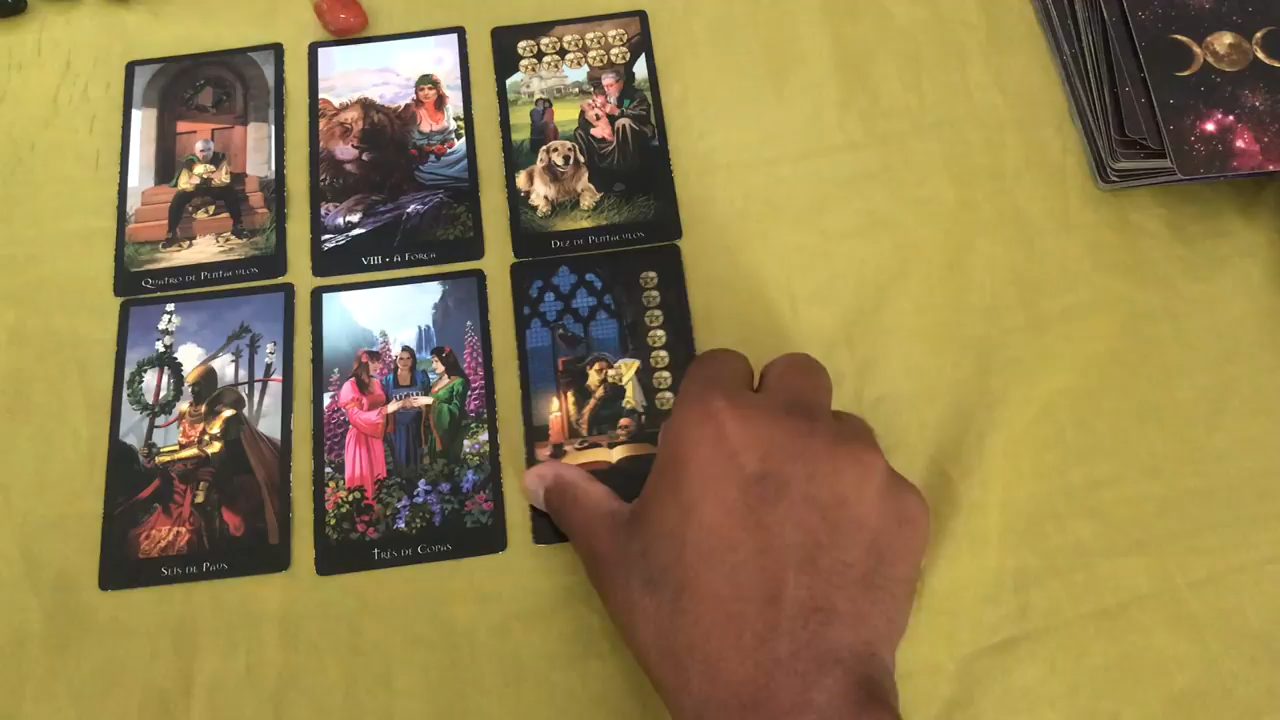 QUATRO DE PENTÁCULOS
VIII • A FORÇA
DEZ DE PENTÁCULOS
SEIS DE PAUS
TRÊS DE COPAS